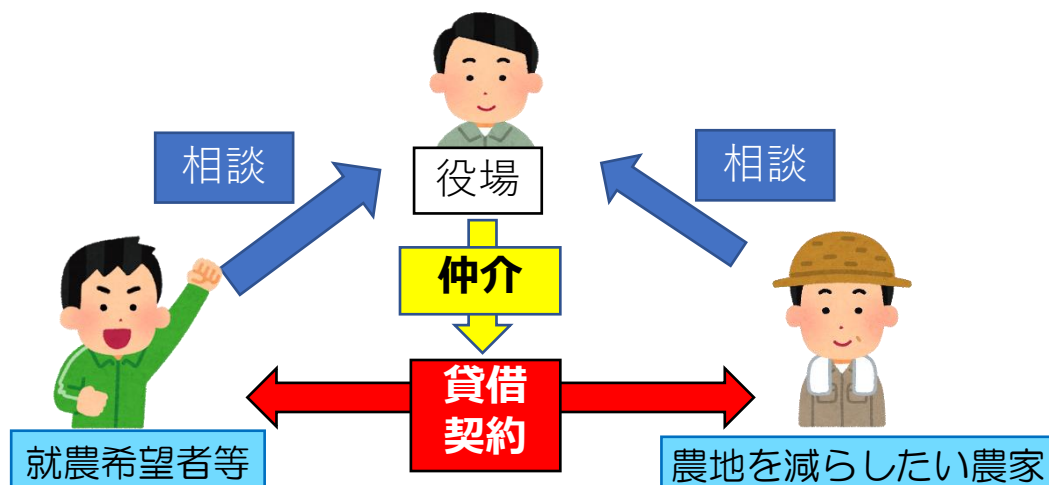 相談
役場
相談
仲介
貸借
契約
就農希望者等
農地を減らしたい農家